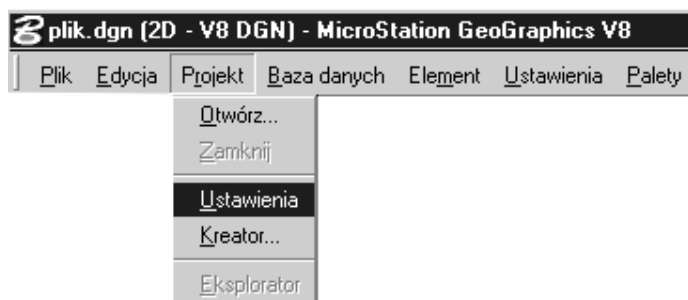 plik.dgn (2D - V8 DGN) - MicroStation GeoGraphics V8
Plik Edycja Projekt Baza danych Element Ustawienia Palety
Otwórz...
Zamknij
Ustawienia
Kreator...
Eksplorator